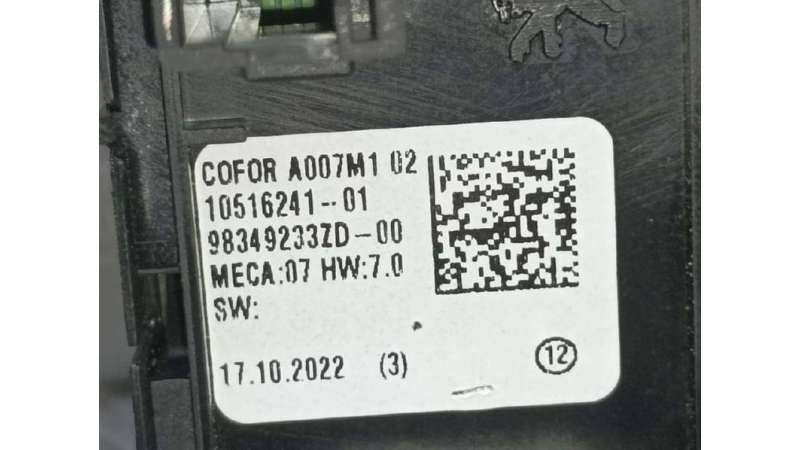 COFOR A007M1 02
10516241-01
98349233ZD-00
MECA:07 HW:7.0
SW:
17.10.2022 (3)
12